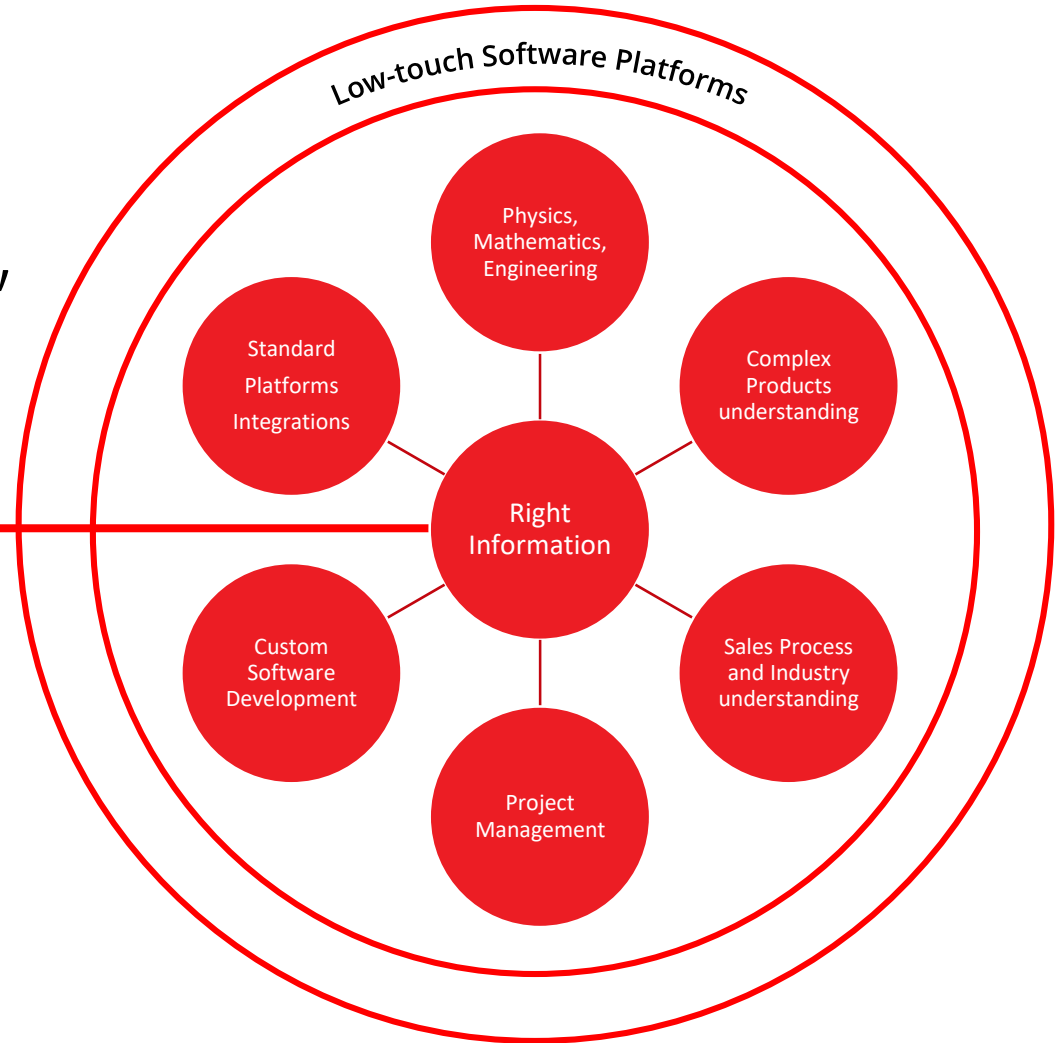 Low-touch Software Platforms
Physics,
Mathematics,
Engineering
Standard
Platforms
Integrations
Complex
Products
understanding
Right
Information
Custom
Software
Development
Sales Process
and Industry
understanding
Project
Management